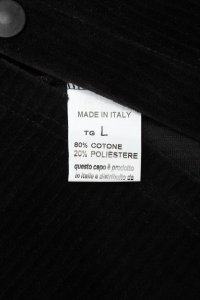 MADE IN ITALY
TG L
80% COTONE
20% POLIESTERE
questo capo è prodotto
in italia e distribuito da